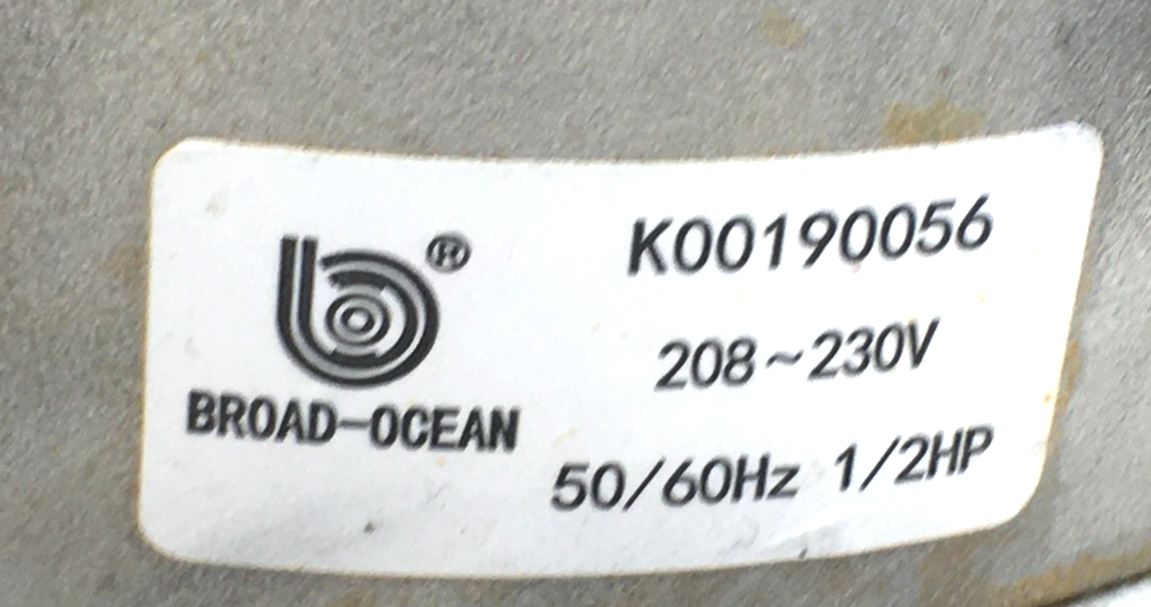 ®
BROAD-OCEAN
K00190056
208~230V
50/60Hz 1/2HP